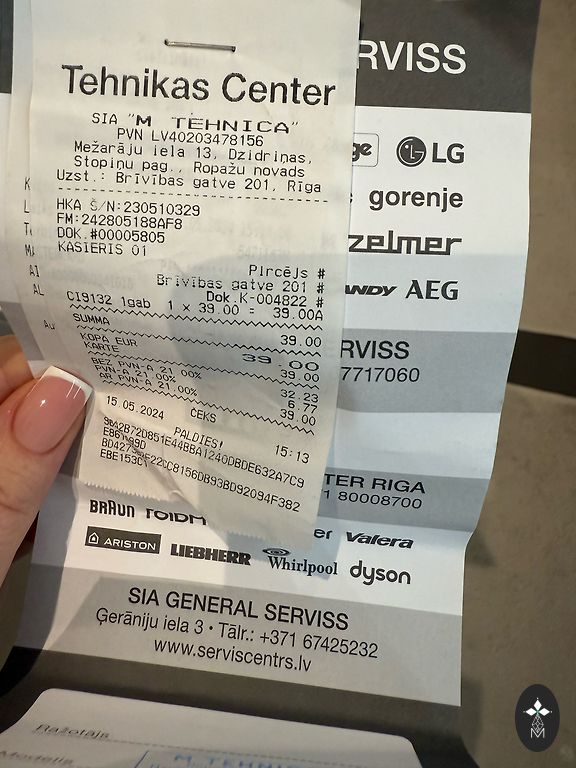 Tehnikas Center
SIA "M TEHNICA"
PVN LV40203478156
Mežarāju iela 13, Dzidriņas,
Stopiņu pag., Ropažu novads
Uzst.: Brīvības gatve 201, Rīga
HKA S/N:230510329
FM:242805188AF8
DOK.#00005805
KASIERIS 01
Pircējs #
Brīvības gatve 201 #
Dok.K-004822 #
CI9132 1gab 1 x 39.00 = 39.00A
SUMMA 39.00
KOPĀ EUR 39.00
KARTE 39.00
BEZ PVN-A 21.00% 32.23
PVN-A 21.00% 6.77
AR PVN-A 21.00% 39.00
15.05.2024 ČEKS 15:13
PALDIES!
RVISS
LG
gorenje
zelmer
AEG
RVISS
7717060
TER RIGA
1 80008700
BRAUN
Valera
ARISTON LIEBHERR Whirlpool dyson
SIA GENERAL SERVISS
Ģerāniju iela 3 • Tālr.: +371 67425232
www.serviscentrs.lv
Ražotājs
Modelis
M TEHNI
M